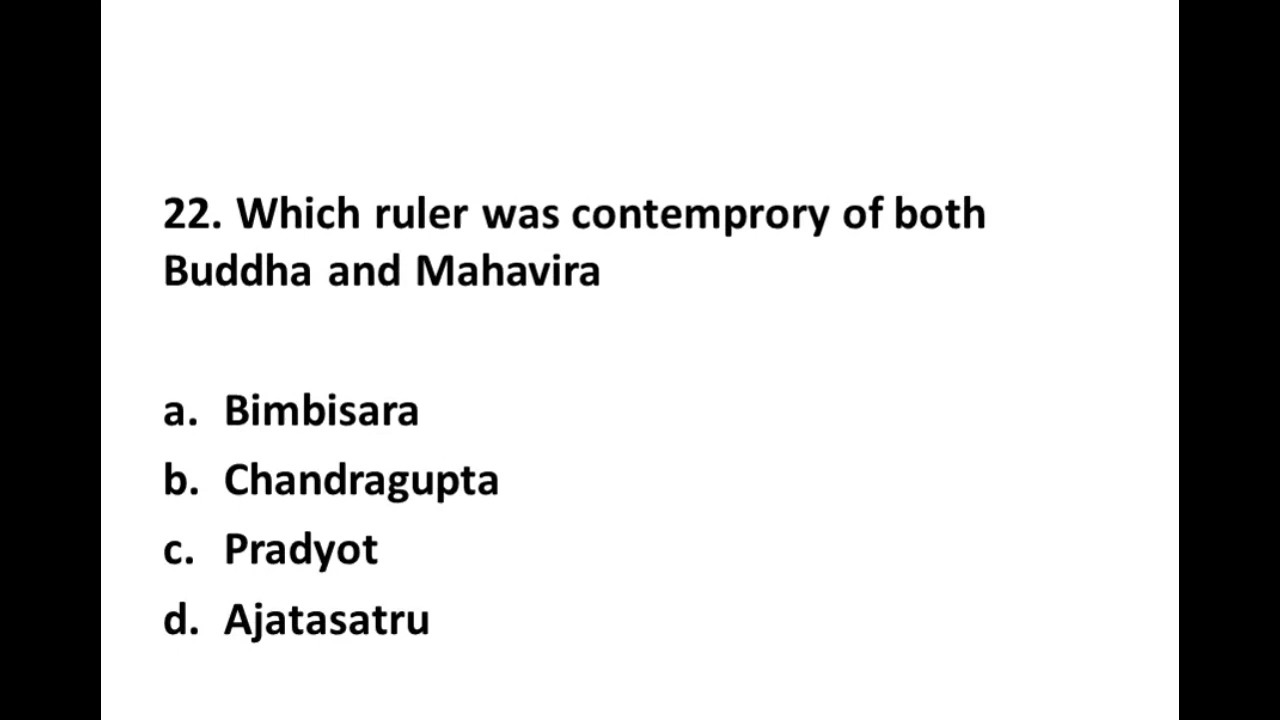 22. Which ruler was contemprory of both
Buddha and Mahavira
a. Bimbisara
b. Chandragupta
c. Pradyot
d. Ajatasatru